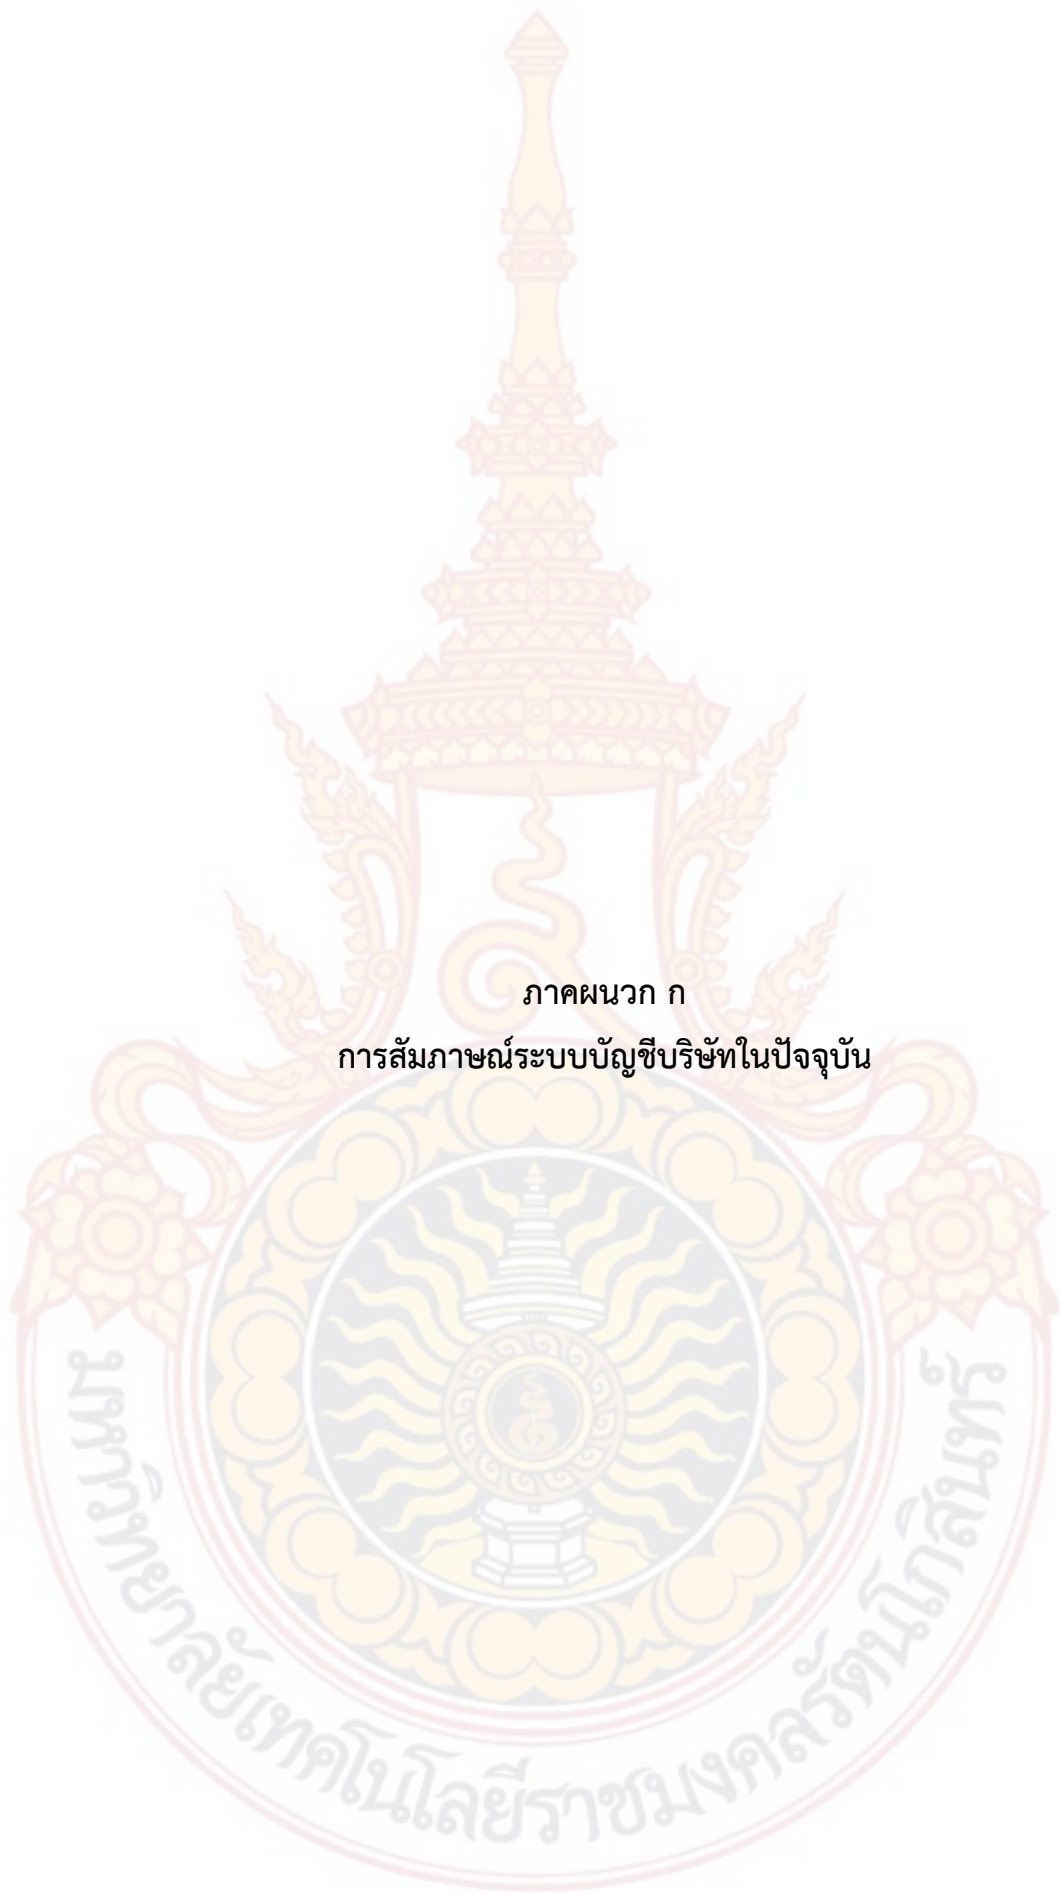 ภาคผนวก ก
การสัมภาษณ์ระบบบัญชีบริษัทในปัจจุบัน
มหาวิทยาลัยเทคโนโลยีราชมงคลรัตนโกสินทร์